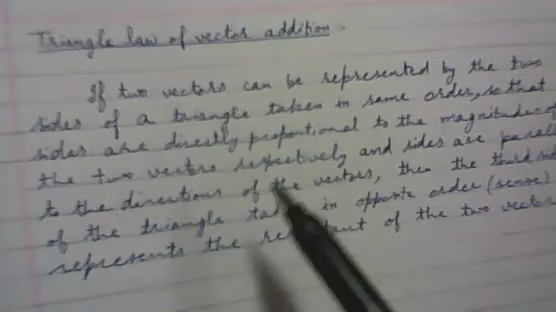 Triangle law of vector addition :-
If two vectors can be represented by the two
sides of a triangle taken in same order, so that
sides are directly proportional to the magnitudes of
the two vectors respectively and sides are
to the directions of the vectors, then the third
of the triangle in opposite order (sense)
represents the of the two vectors